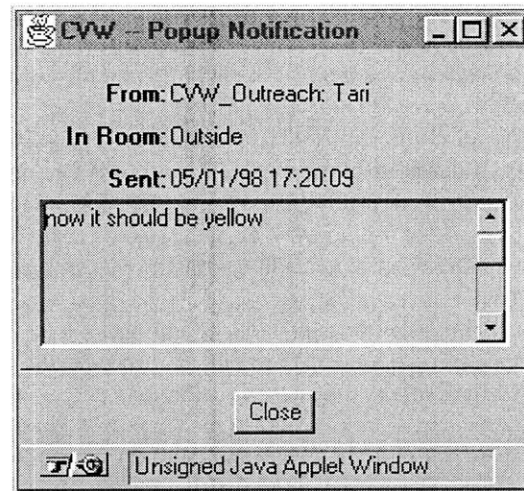 CVW -- Popup Notification
From: CVW_Outreach: Tari
In Room: Outside
Sent: 05/01/98 17:20:09
now it should be yellow
Close
Unsigned Java Applet Window